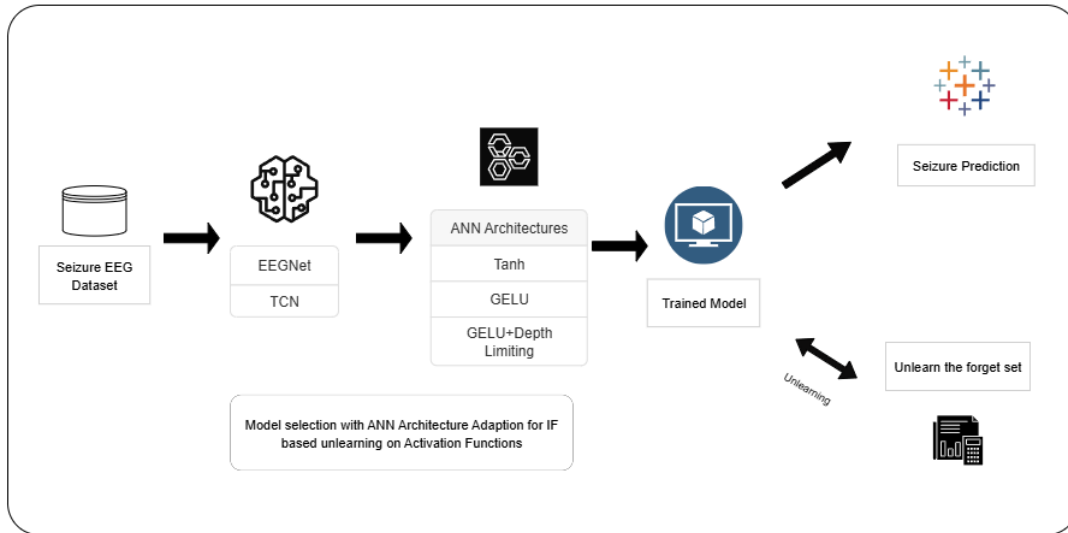 Seizure EEG
Dataset
EEGNet
TCN
ANN Architectures
Tanh
GELU
GELU+Depth
Limiting
Model selection with ANN Architecture Adaption for IF
based unlearning on Activation Functions
Trained Model
Seizure Prediction
Unlearning
Unlearn the forget set